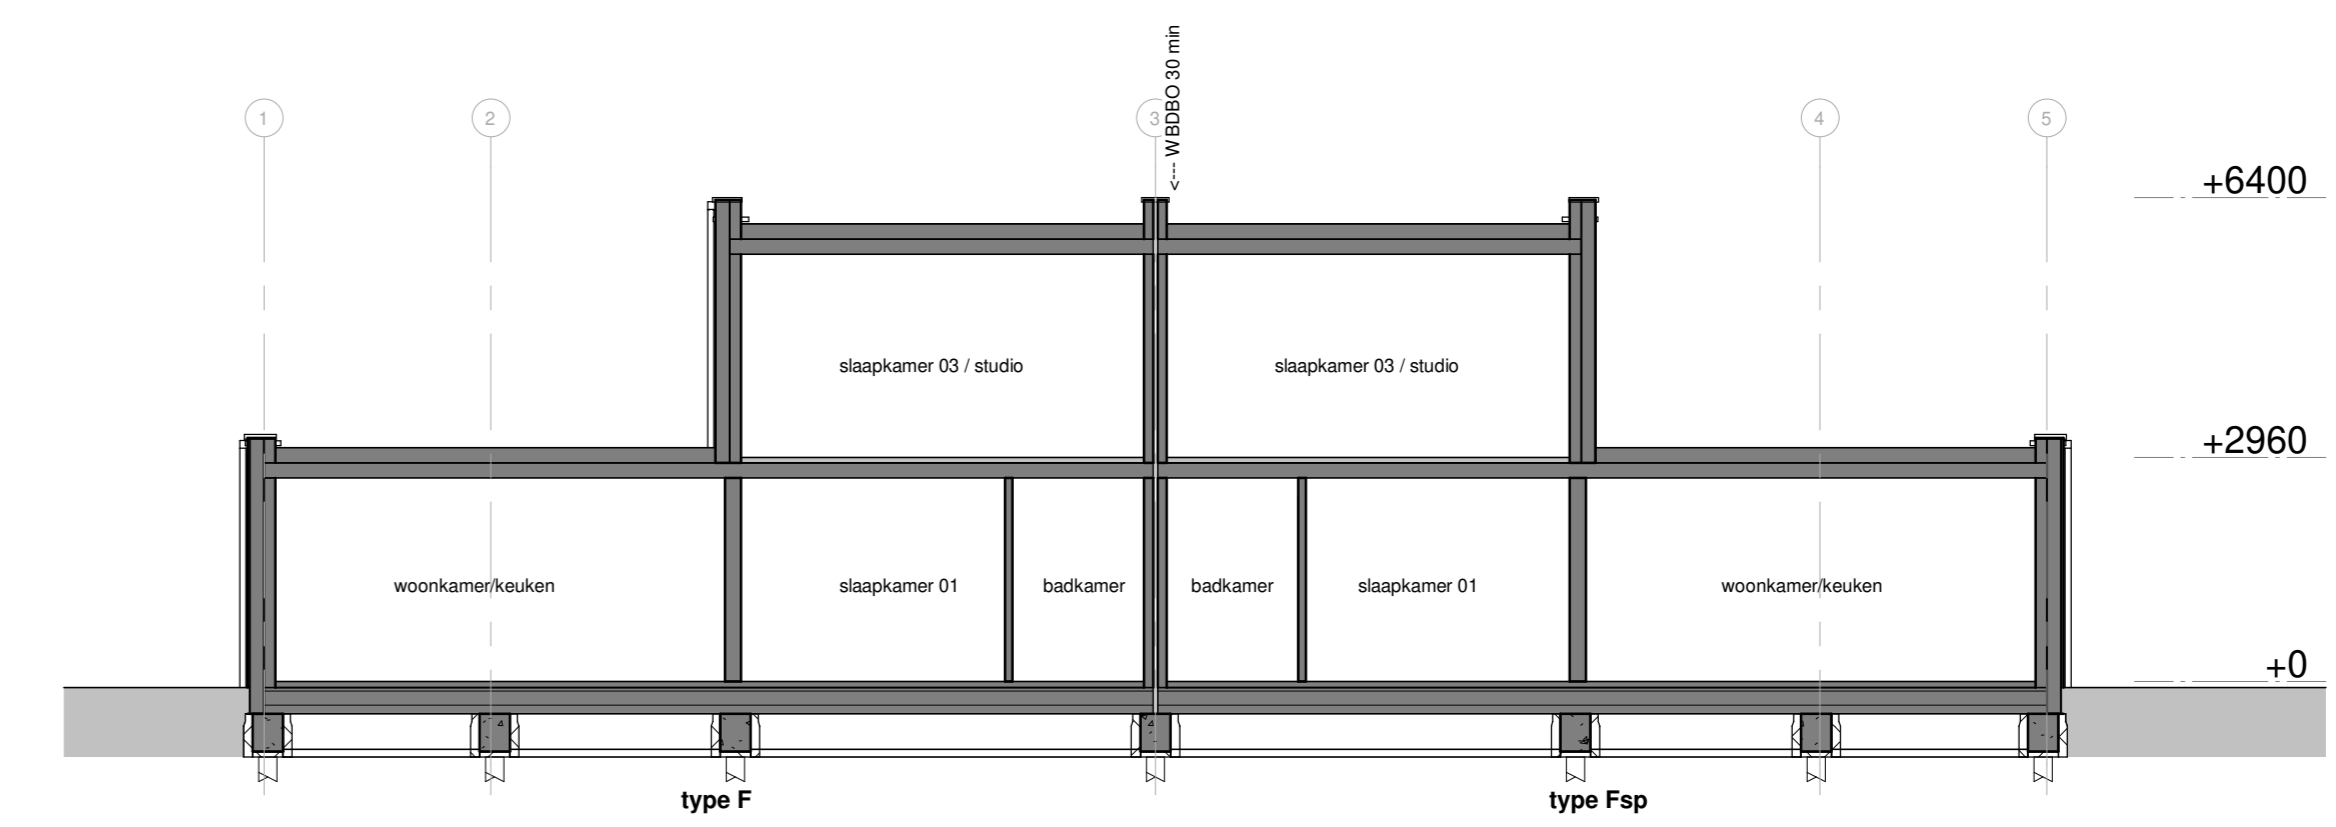 <--- WBDBO 30 min
1
2
3
4
5
+6400
slaapkamer 03 / studio
slaapkamer 03 / studio
+2960
woonkamer/keuken
slaapkamer 01
badkamer
badkamer
slaapkamer 01
woonkamer/keuken
+0
type F
type Fsp